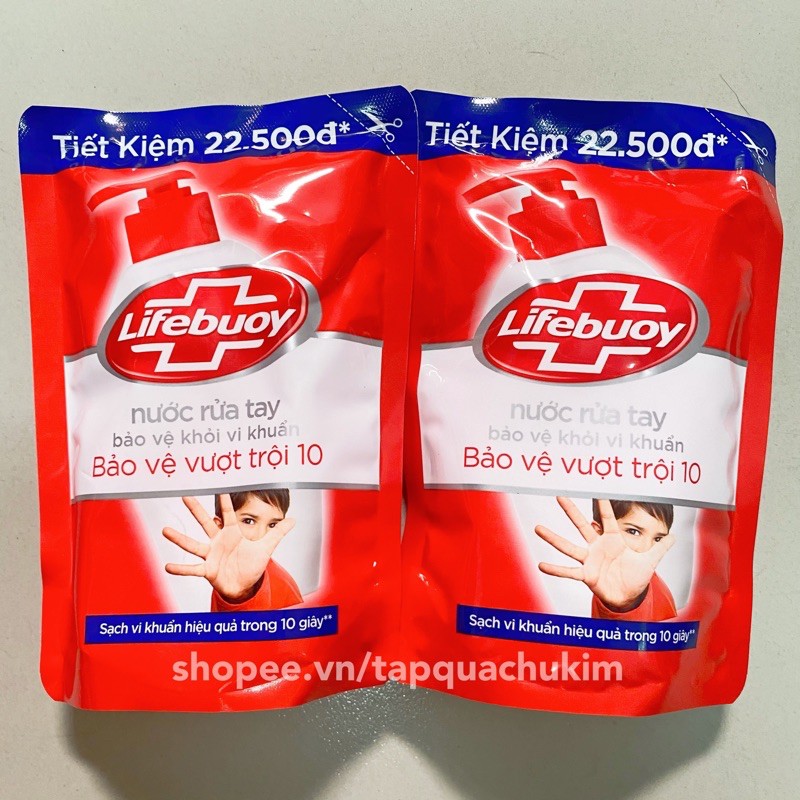 Tiết Kiệm 22.500đ*
Lifebuoy
nước rửa tay
bảo vệ khỏi vi khuẩn
Bảo vệ vượt trội 10
Sạch vi khuẩn hiệu quả trong 10 giây**
Tiết Kiệm 22.500đ*
Lifebuoy
nước rửa tay
bảo vệ khỏi vi khuẩn
Bảo vệ vượt trội 10
Sạch vi khuẩn hiệu quả trong 10 giây**
shopee.vn/tapquachukim